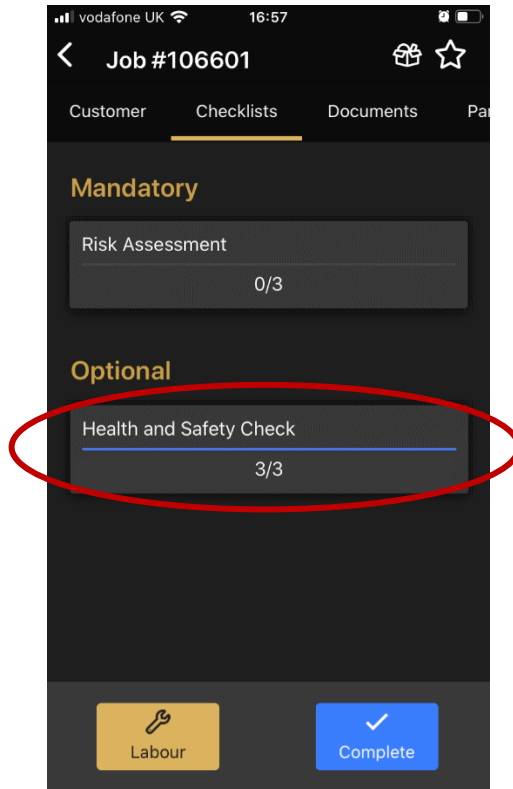 vodafone UK 16:57
Job #106601
Customer Checklists Documents Par
Mandatory
Risk Assessment
0/3
Optional
Health and Safety Check
3/3
Labour Complete